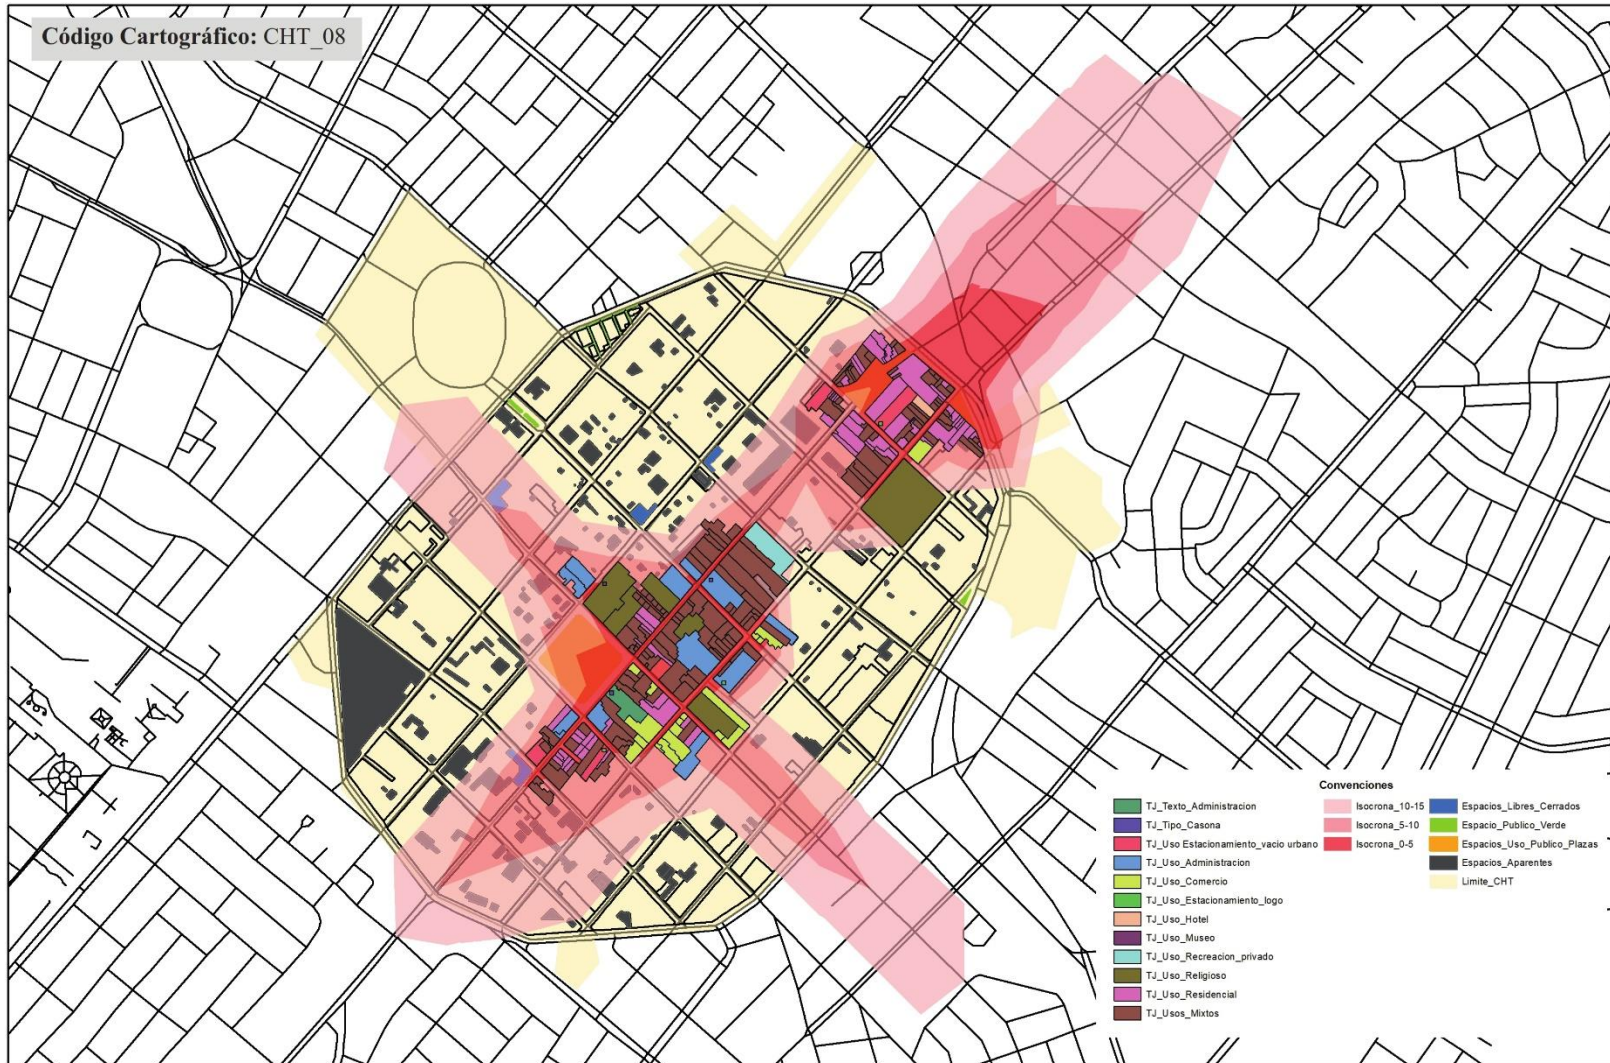 Código Cartográfico: CHT_08
Convenciones
TJ_Texto_Administracion
TJ_Tipo_Casona
TJ_Uso Estacionamiento_vacio urbano
TJ_Uso_Administracion
TJ_Uso_Comercio
TJ_Uso_Estacionamiento_logo
TJ_Uso_Hotel
TJ_Uso_Museo
TJ_Uso_Recreacion_privado
TJ_Uso_Religioso
TJ_Uso_Residencial
TJ_Usos_Mixtos
Isocrona_10-15
Isocrona_5-10
Isocrona_0-5
Espacios_Libres_Cerrados
Espacio_Publico_Verde
Espacios_Uso_Publico_Plazas
Espacios_Aparentes
Limite_CHT